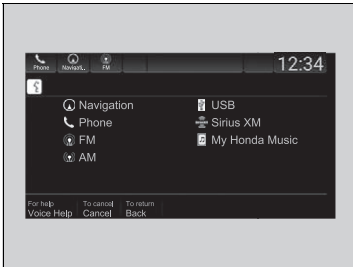 Phone Navigati.. FM 12:34
Navigation
Phone
FM
AM
USB
Sirius XM
My Honda Music
For help To cancel To return
Voice Help Cancel Back